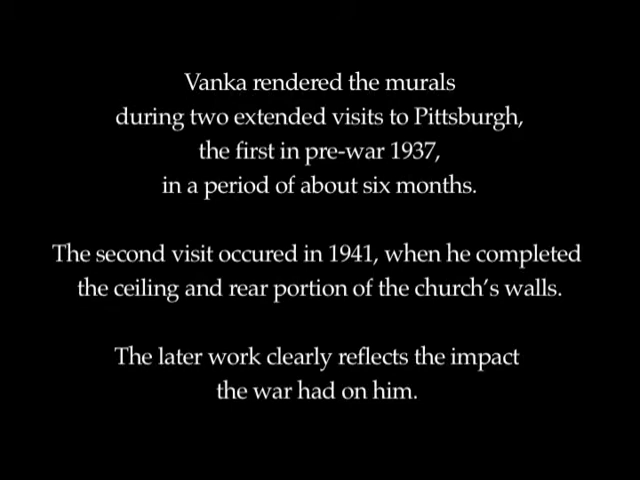 Vanka rendered the murals
during two extended visits to Pittsburgh,
the first in pre-war 1937,
in a period of about six months.
The second visit occured in 1941, when he completed
the ceiling and rear portion of the church's walls.
The later work clearly reflects the impact
the war had on him.